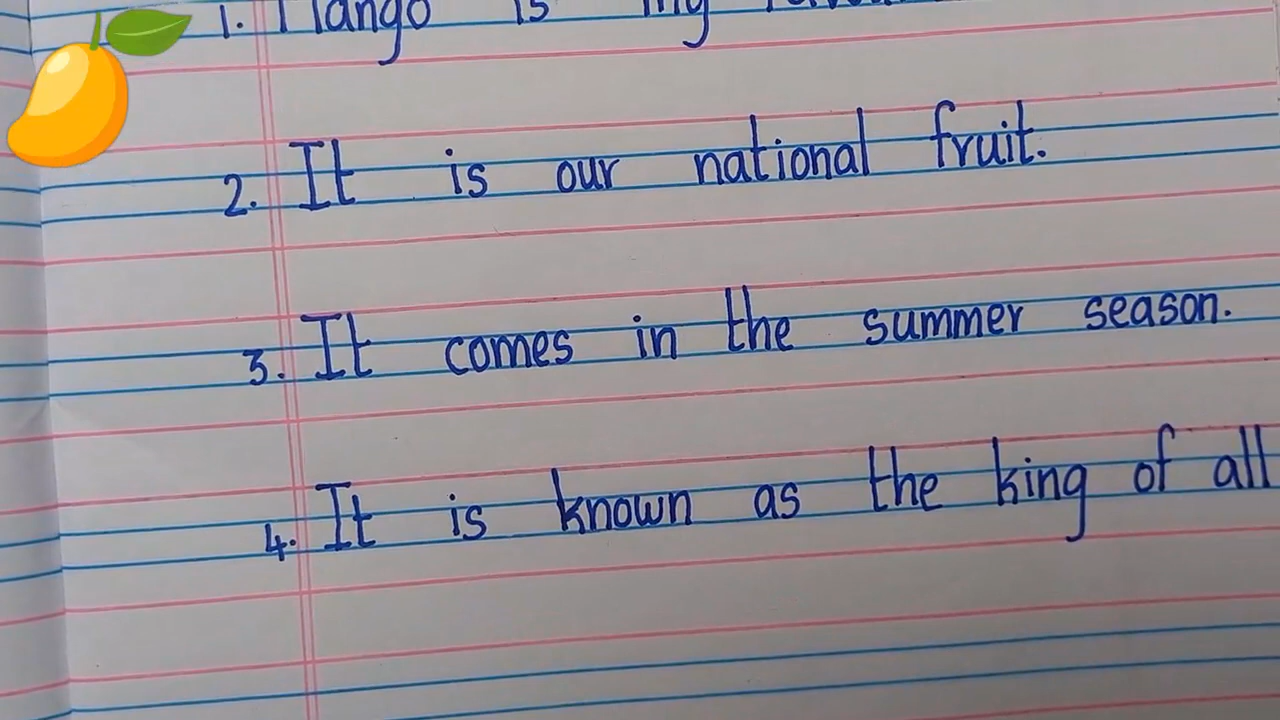 1. Mango is my
2. It is our national fruit.
3. It comes in the summer season.
4. It is known as the king of all